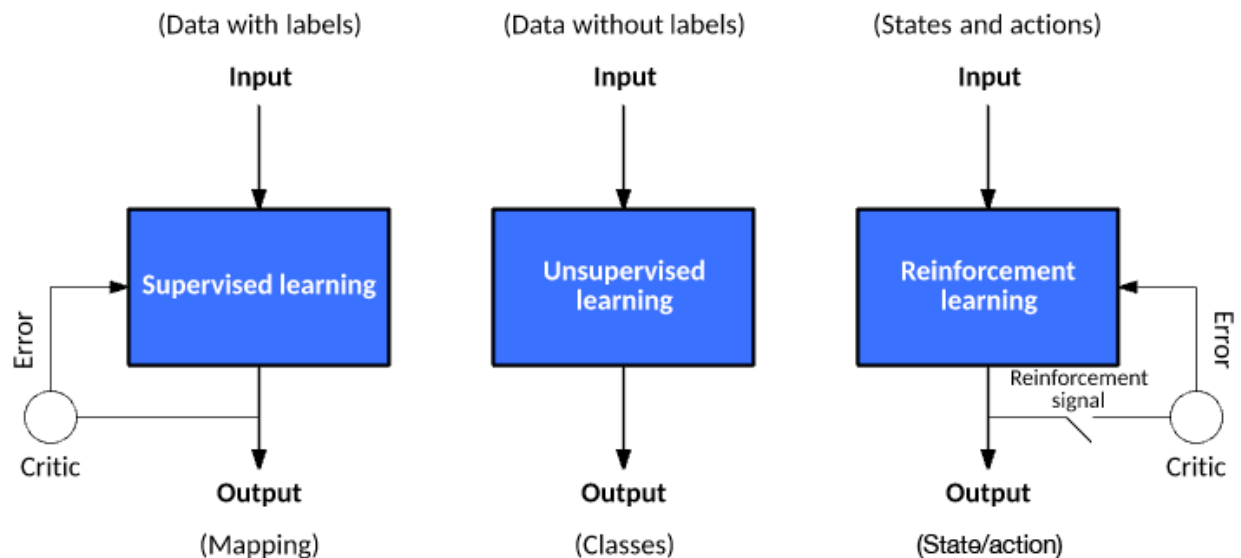 (Data with labels)
Input
Supervised learning
Error
Critic
Output
(Mapping)
(Data without labels)
Input
Unsupervised
learning
Output
(Classes)
(States and actions)
Input
Reinforcement
learning
Error
Reinforcement
signal
Critic
Output
(State/action)